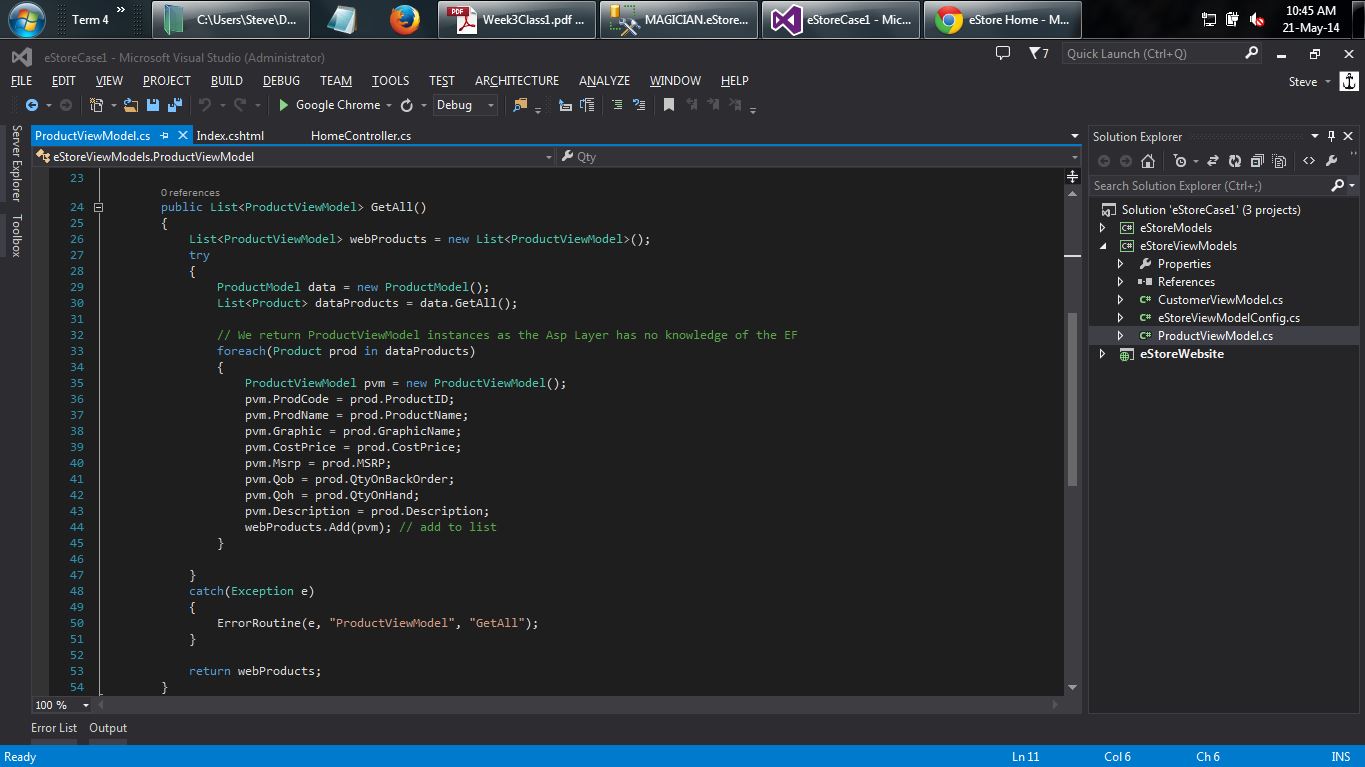 Term 4
»
C:\Users\Steve\D...
PDF
Week3Class1.pdf ...
MAGICIAN.eStore...
eStoreCase1 - Mic...
eStore Home - M...
10:45 AM
21-May-14
eStoreCase1 - Microsoft Visual Studio (Administrator)
7
Quick Launch (Ctrl+Q)
FILE EDIT VIEW PROJECT BUILD DEBUG TEAM TOOLS TEST ARCHITECTURE ANALYZE WINDOW HELP
Steve
Google Chrome
Debug
Server Explorer
Toolbox
ProductViewModel.cs
Index.cshtml
HomeController.cs
eStoreViewModels.ProductViewModel
Qty
23
0 references
24 public List<ProductViewModel> GetAll()
25 {
26 List<ProductViewModel> webProducts = new List<ProductViewModel>();
27 try
28 {
29 ProductModel data = new ProductModel();
30 List<Product> dataProducts = data.GetAll();
31
32 // We return ProductViewModel instances as the Asp Layer has no knowledge of the EF
33 foreach(Product prod in dataProducts)
34 {
35 ProductViewModel pvm = new ProductViewModel();
36 pvm.ProdCode = prod.ProductID;
37 pvm.ProdName = prod.ProductName;
38 pvm.Graphic = prod.GraphicName;
39 pvm.CostPrice = prod.CostPrice;
40 pvm.Msrp = prod.MSRP;
41 pvm.Qob = prod.QtyOnBackOrder;
42 pvm.Qoh = prod.QtyOnHand;
43 pvm.Description = prod.Description;
44 webProducts.Add(pvm); // add to list
45 }
46
47 }
48 catch(Exception e)
49 {
50 ErrorRoutine(e, "ProductViewModel", "GetAll");
51 }
52
53 return webProducts;
54 }
100 %
Solution Explorer
Search Solution Explorer (Ctrl+;)
Solution 'eStoreCase1' (3 projects)
C# eStoreModels
C# eStoreViewModels
Properties
References
C# CustomerViewModel.cs
C# eStoreViewModelConfig.cs
C# ProductViewModel.cs
eStoreWebsite
Error List Output
Ready
Ln 11
Col 6
Ch 6
INS